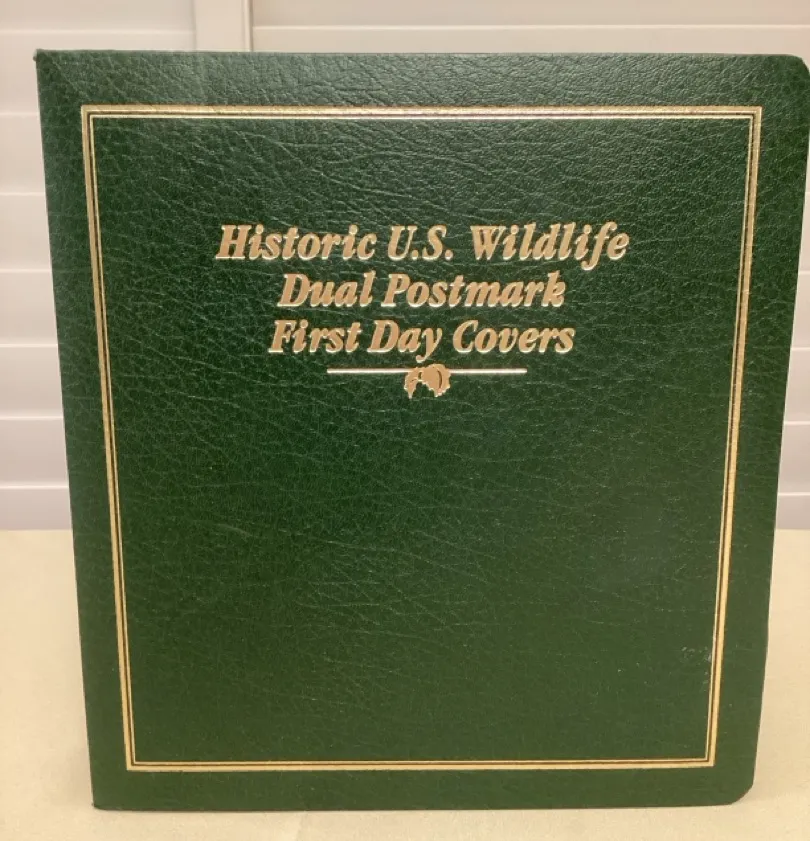 Historic U.S. Wildlife
Dual Postmark
First Day Covers